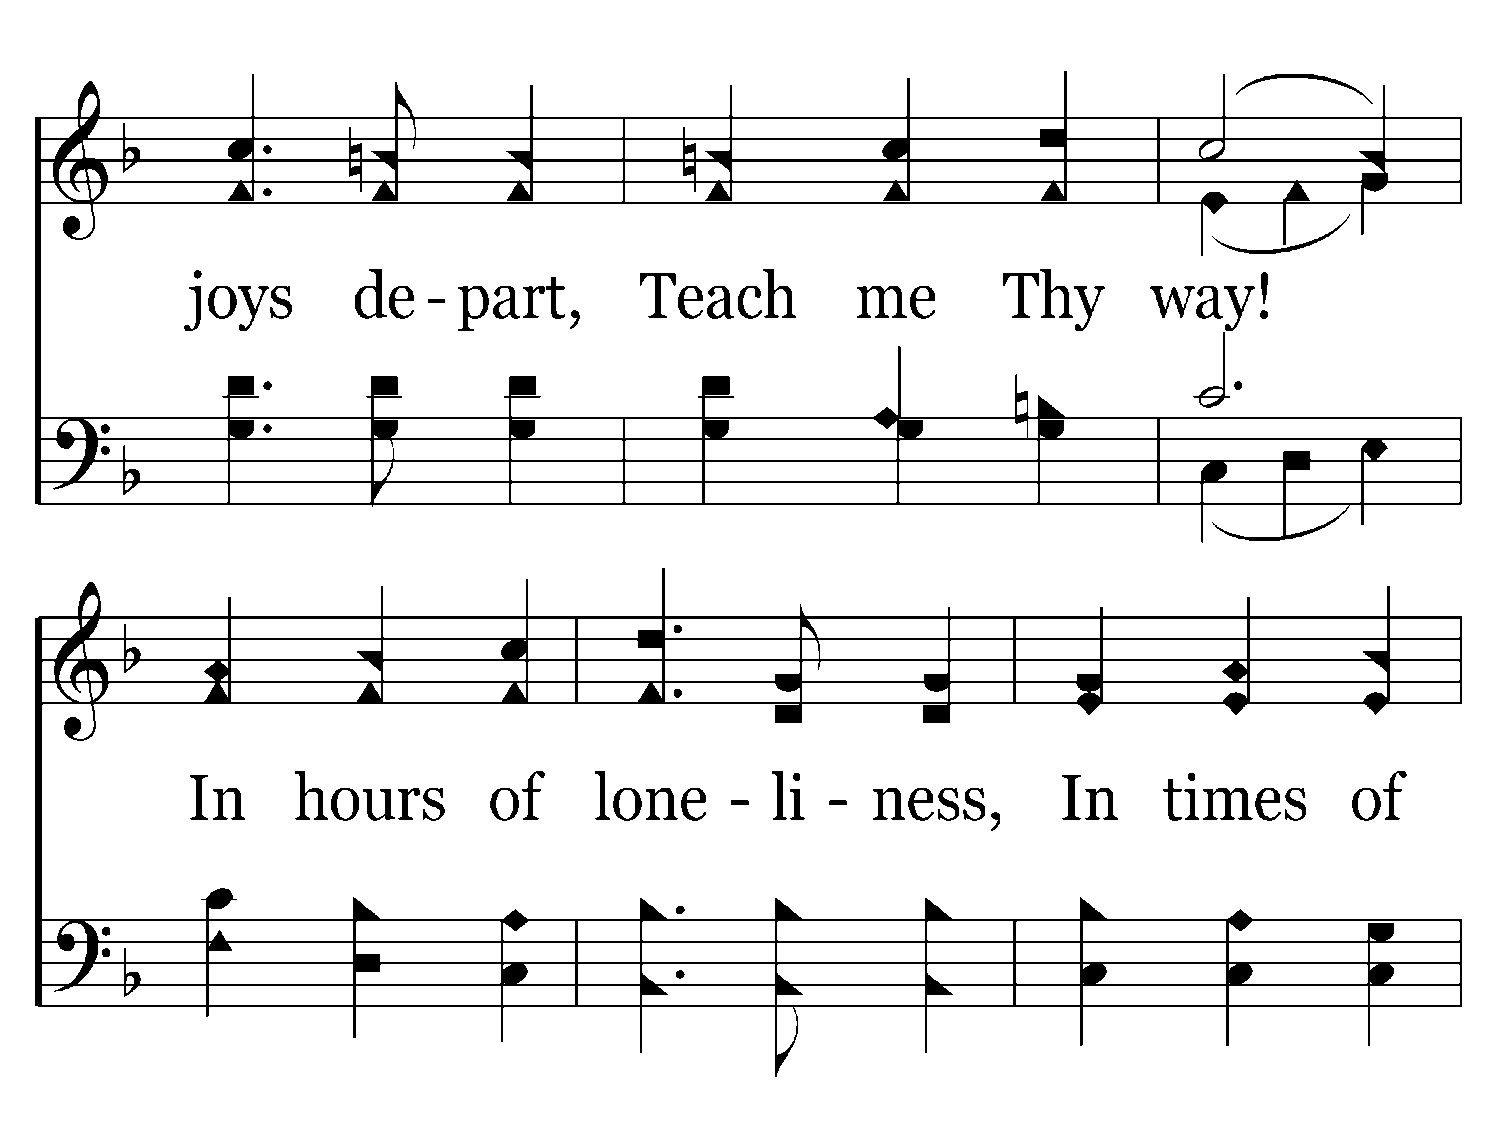 joys de - part, Teach me Thy way!
In hours of lone - li - ness, In times of